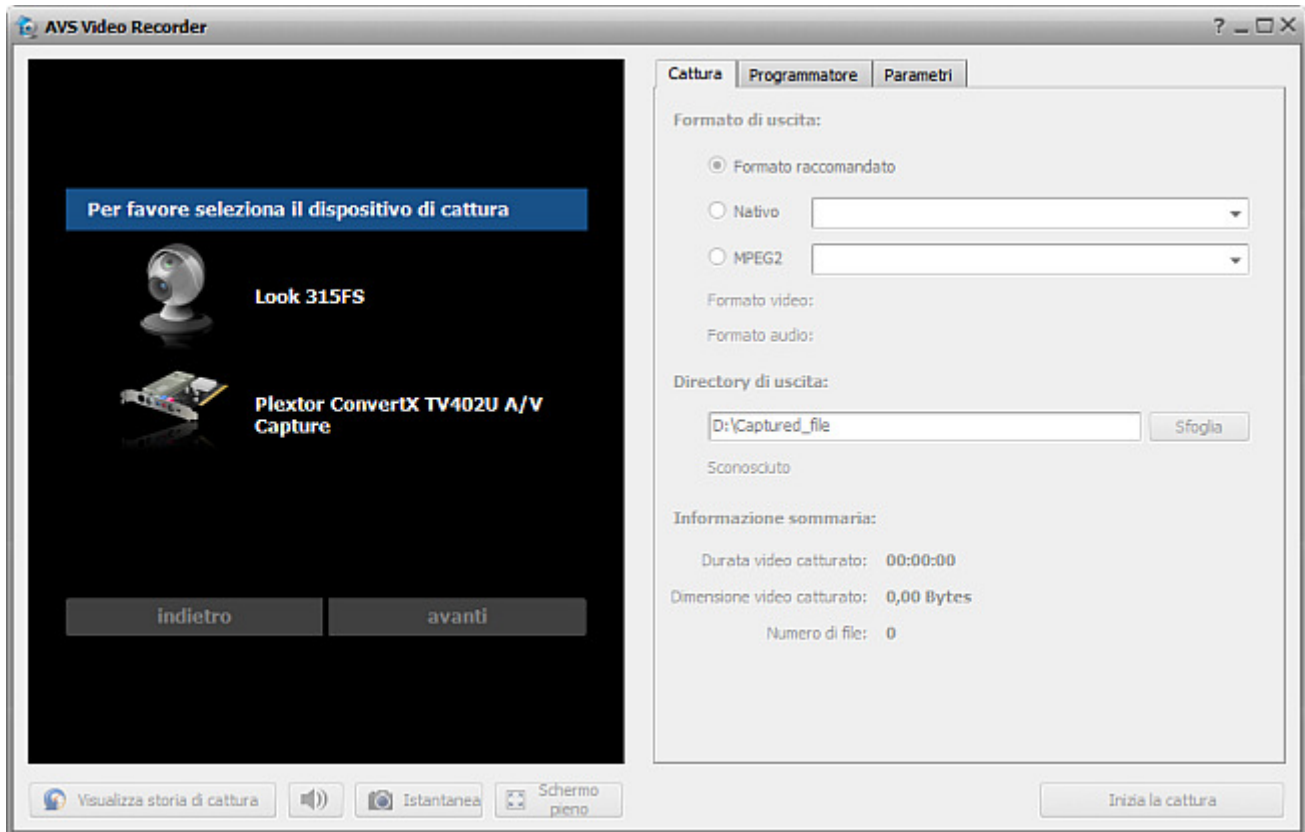 AVS Video Recorder
?
Per favore seleziona il dispositivo di cattura
Look 315FS
Plextor ConvertX TV402U A/V
Capture
indietro
avanti
Visualizza storia di cattura
Istantanea
Schermo
pieno
Cattura
Programmatore
Parametri
Formato di uscita:
Formato raccomandato
Nativo
MPEG2
Formato video:
Formato audio:
Directory di uscita:
D:\Captured_file
Sfoglia
Sconosciuto
Informazione sommaria:
Durata video catturato: 00:00:00
Dimensione video catturato: 0,00 Bytes
Numero di file: 0
Inizia la cattura